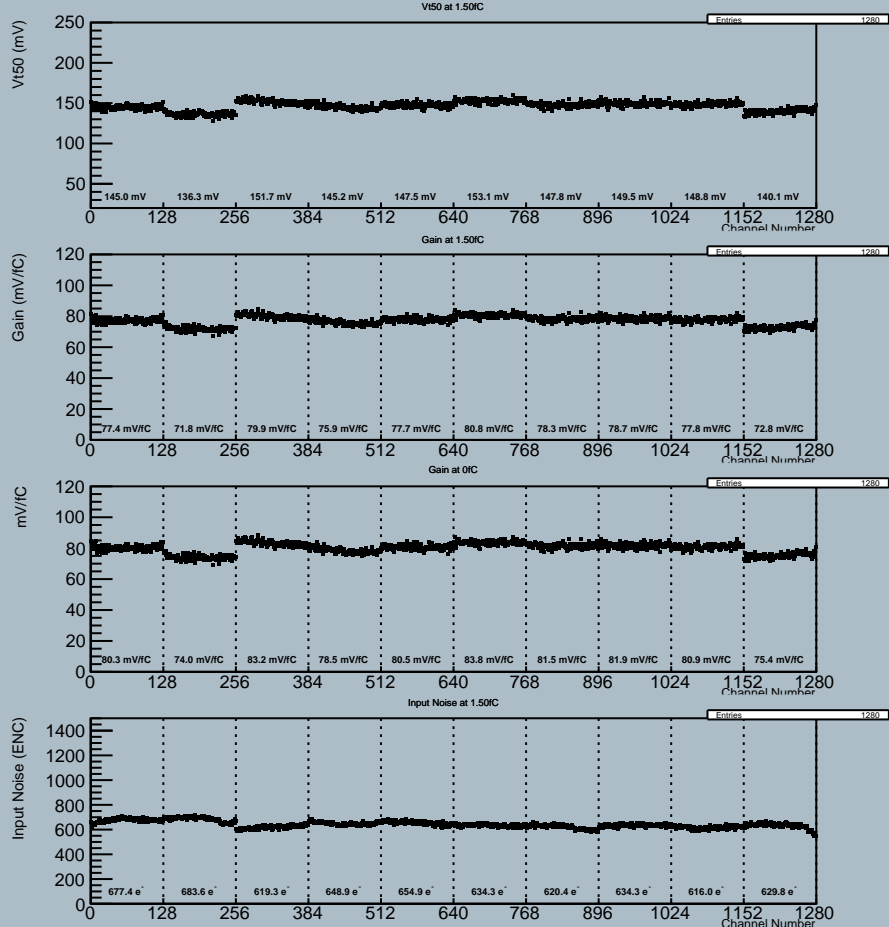 Vt50 at 1.50fC
Entries 1280
Vt50 (mV)
250
200
150
100
50
145.0 mV 136.3 mV 151.7 mV 145.2 mV 147.5 mV 153.1 mV 147.8 mV 149.5 mV 148.8 mV 140.1 mV
0 128 256 384 512 640 768 896 1024 1152 1280
Channel Number
Gain at 1.50fC
Entries 1280
Gain (mV/fC)
120
100
80
60
40
20
0
77.4 mV/fC 71.8 mV/fC 79.9 mV/fC 75.9 mV/fC 77.7 mV/fC 80.8 mV/fC 78.3 mV/fC 78.7 mV/fC 77.8 mV/fC 72.8 mV/fC
0 128 256 384 512 640 768 896 1024 1152 1280
Channel Number
Gain at 0fC
Entries 1280
mV/fC
120
100
80
60
40
20
0
80.3 mV/fC 74.0 mV/fC 83.2 mV/fC 78.5 mV/fC 80.5 mV/fC 83.8 mV/fC 81.5 mV/fC 81.9 mV/fC 80.9 mV/fC 75.4 mV/fC
0 128 256 384 512 640 768 896 1024 1152 1280
Channel Number
Input Noise at 1.50fC
Entries 1280
Input Noise (ENC)
1400
1200
1000
800
600
400
200
0
677.4 e⁻ 683.6 e⁻ 619.3 e⁻ 648.9 e⁻ 654.9 e⁻ 634.3 e⁻ 620.4 e⁻ 634.3 e⁻ 616.0 e⁻ 629.8 e⁻
0 128 256 384 512 640 768 896 1024 1152 1280
Channel Number